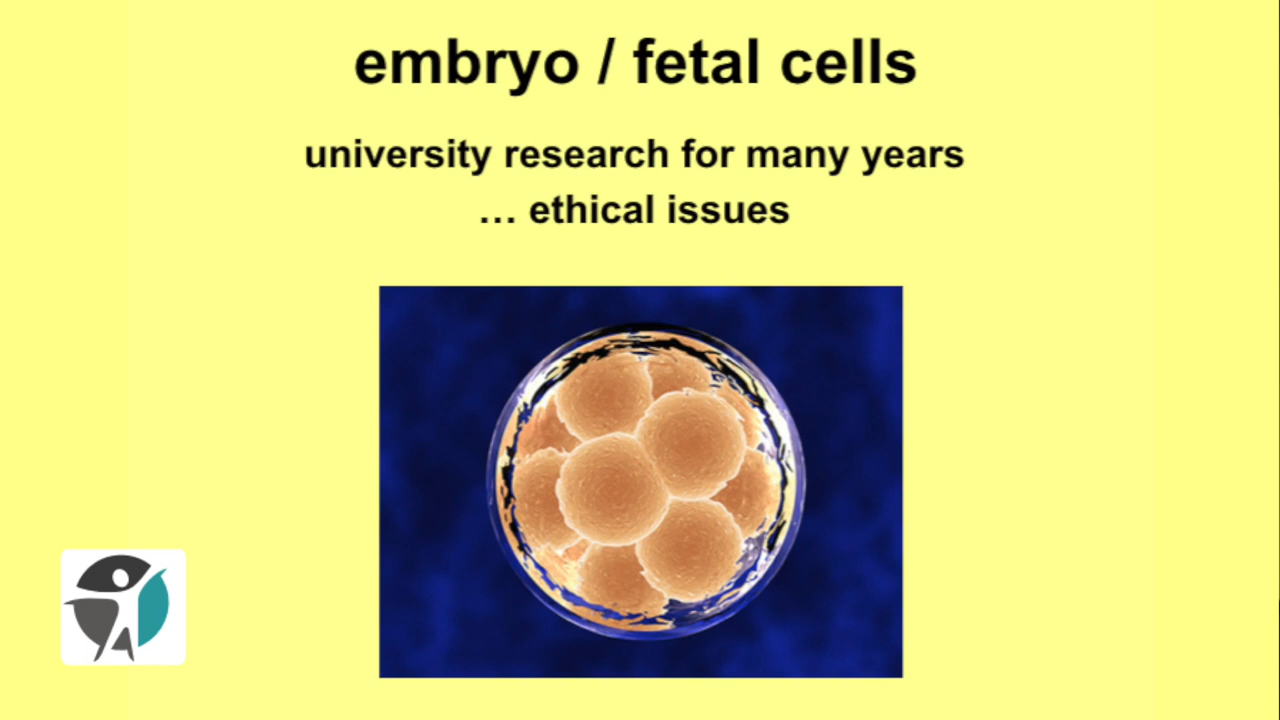 embryo / fetal cells
university research for many years
… ethical issues